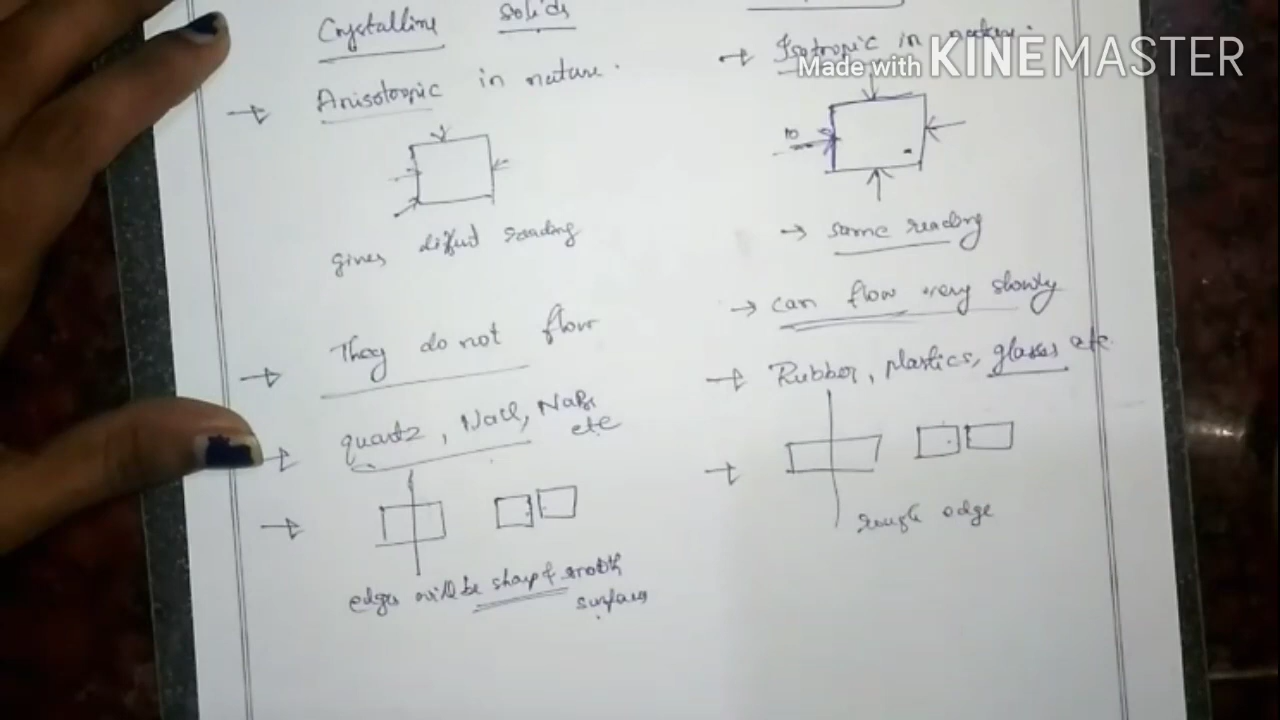 Crystalline solids
→ Anisotropic in nature.
gives diffut reading
→ They do not flow
→ quartz, NaCl, NaBr etc
→
edges will be sharp & smooth surfaces
→ Isotropic in nature.
Made with KINEMASTER
10
→ same reading
→ can flow very slowly
→ Rubber, plastics, glasses etc
→
rough edge